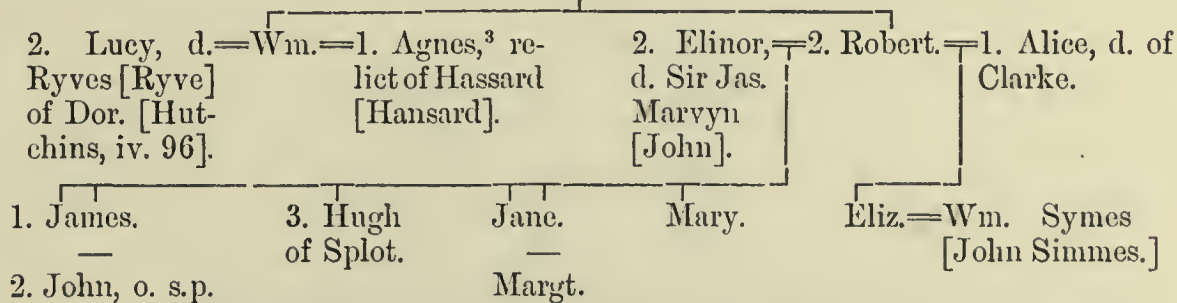 2. Lucy, d.=Wm.=1. Agnes,³ re-
Ryves [Ryve]
of Dor. [Hut-
chins, iv. 96].
lict of Hassard
[Hansard].
2. Elinor,=2. Robert.=1. Alice, d. of
d. Sir Jas.
Marvyn
[John].
Clarke.
1. James.
—
2. John, o. s.p.
3. Hugh
of Splot.
Jane.
—
Margt.
Mary.
Eliz.=Wm. Symes
[John Simmes.]